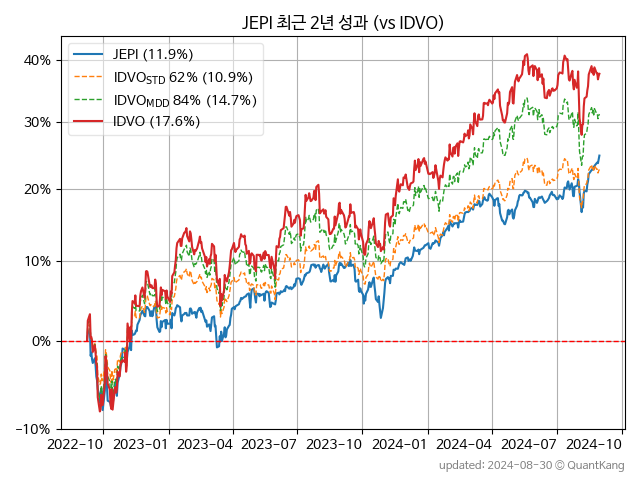 JEPI 최근 2년 성과 (vs IDVO)
JEPI (11.9%)
IDVO_STD 62% (10.9%)
IDVO_MDD 84% (14.7%)
IDVO (17.6%)
40%
30%
20%
10%
0%
−10%
2022−10 2023−01 2023−04 2023−07 2023−10 2024−01 2024−04 2024−07 2024−10
updated: 2024-08-30 © QuantKang